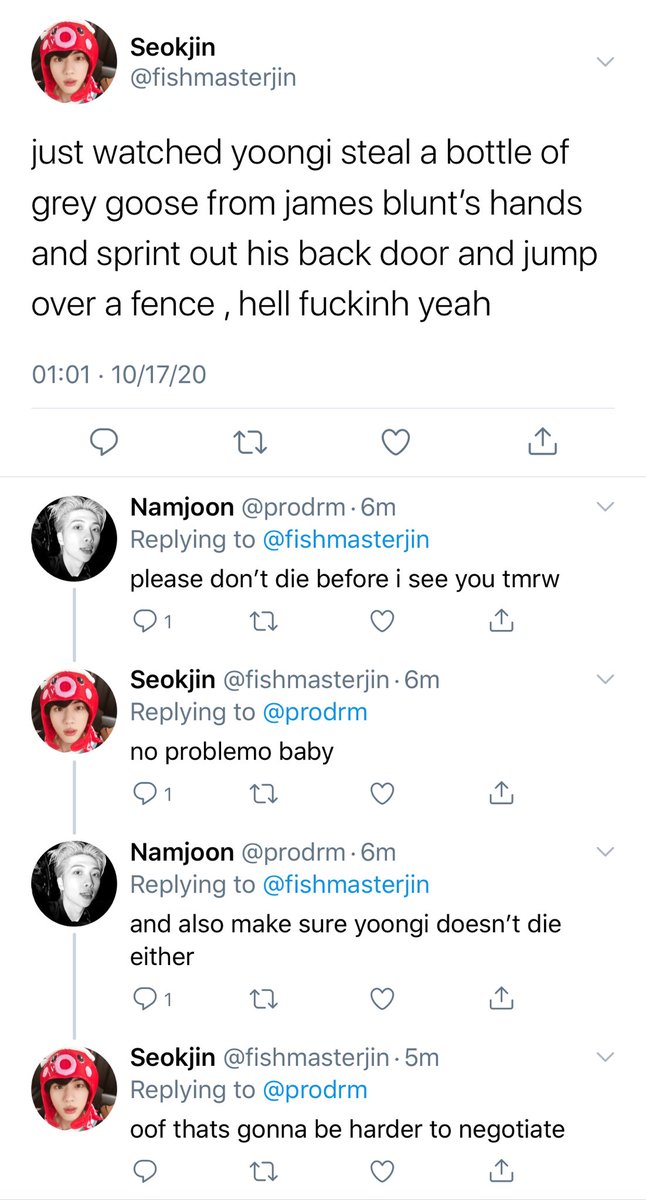 Seokjin
@fishmasterjin
just watched yoongi steal a bottle of
grey goose from james blunt’s hands
and sprint out his back door and jump
over a fence , hell fuckinh yeah
01:01 · 10/17/20
Namjoon @prodrm · 6m
Replying to @fishmasterjin
please don’t die before i see you tmrw
1
Seokjin @fishmasterjin · 6m
Replying to @prodrm
no problemo baby
1
Namjoon @prodrm · 6m
Replying to @fishmasterjin
and also make sure yoongi doesn’t die
either
1
Seokjin @fishmasterjin · 5m
Replying to @prodrm
oof thats gonna be harder to negotiate